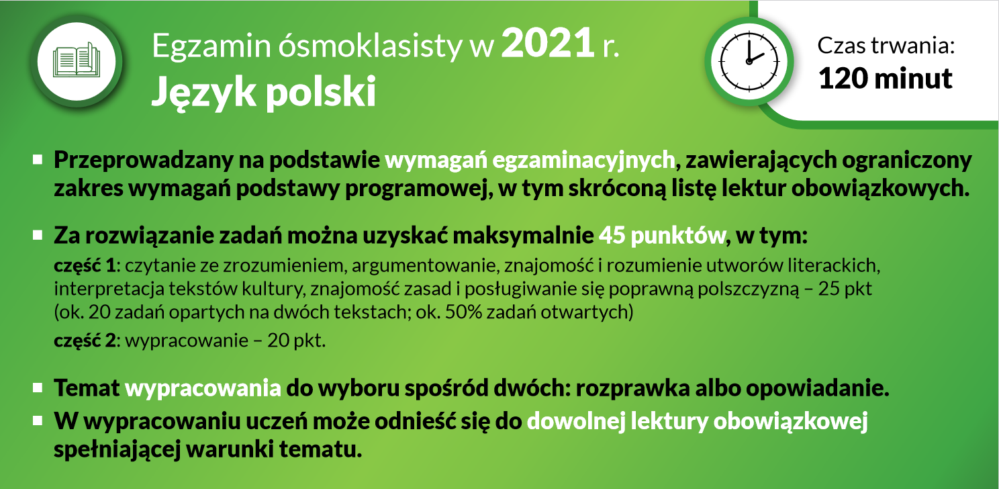 Egzamin ósmoklasisty w 2021 r.
Język polski
Czas trwania:
120 minut
Przeprowadzany na podstawie wymagań egzaminacyjnych, zawierających ograniczony
zakres wymagań podstawy programowej, w tym skróconą listę lektur obowiązkowych.
Za rozwiązanie zadań można uzyskać maksymalnie 45 punktów, w tym:
część 1: czytanie ze zrozumieniem, argumentowanie, znajomość i rozumienie utworów literackich,
interpretacja tekstów kultury, znajomość zasad i posługiwanie się poprawną polszczyzną – 25 pkt
(ok. 20 zadań opartych na dwóch tekstach; ok. 50% zadań otwartych)
część 2: wypracowanie – 20 pkt.
Temat wypracowania do wyboru spośród dwóch: rozprawka albo opowiadanie.
W wypracowaniu uczeń może odnieść się do dowolnej lektury obowiązkowej
spełniającej warunki tematu.